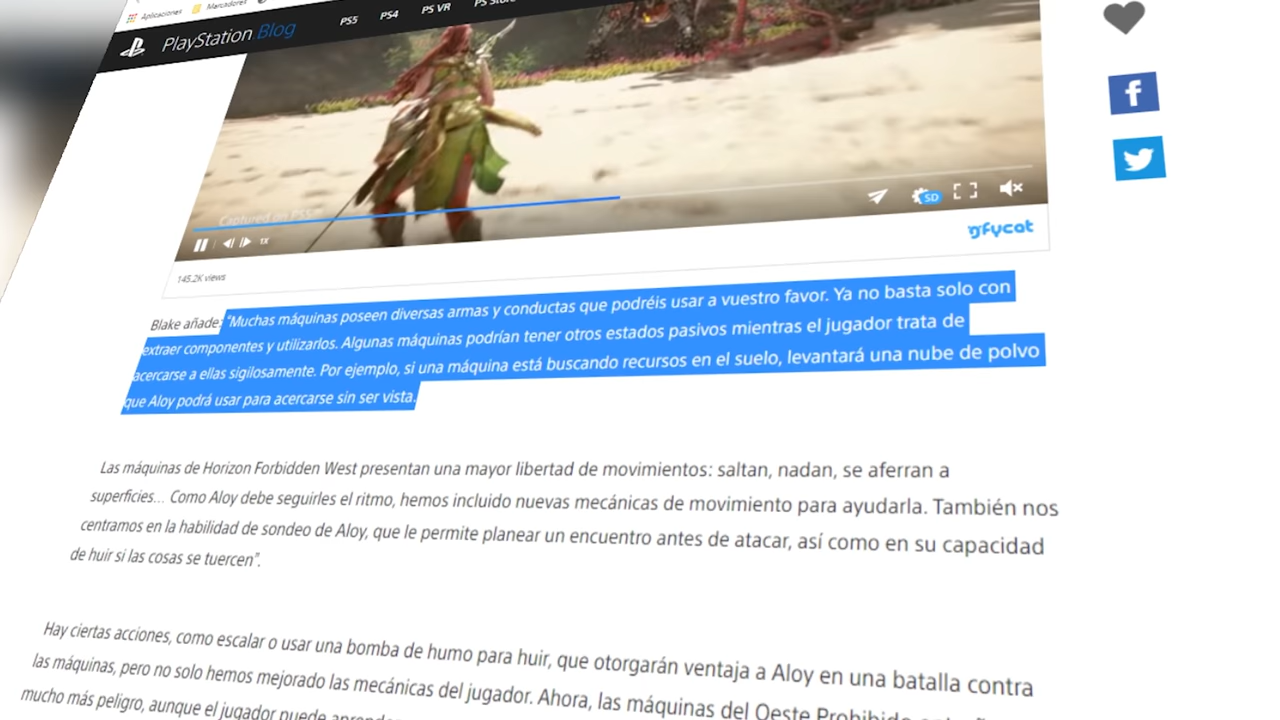 Aplicaciones Marcadores
PlayStation.Blog PS5 PS4 PS VR PS Store
Captured on PS5
1X SD
gfycat
145.2K views
Blake añade: “Muchas máquinas poseen diversas armas y conductas que podréis usar a vuestro favor. Ya no basta solo con
extraer componentes y utilizarlos. Algunas máquinas podrían tener otros estados pasivos mientras el jugador trata de
acercarse a ellas sigilosamente. Por ejemplo, si una máquina está buscando recursos en el suelo, levantará una nube de polvo
que Aloy podrá usar para acercarse sin ser vista.
Las máquinas de Horizon Forbidden West presentan una mayor libertad de movimientos: saltan, nadan, se aferran a
superficies... Como Aloy debe seguirles el ritmo, hemos incluido nuevas mecánicas de movimiento para ayudarla. También nos
centramos en la habilidad de sondeo de Aloy, que le permite planear un encuentro antes de atacar, así como en su capacidad
de huir si las cosas se tuercen”.
Hay ciertas acciones, como escalar o usar una bomba de humo para huir, que otorgarán ventaja a Aloy en una batalla contra
las máquinas, pero no solo hemos mejorado las mecánicas del jugador. Ahora, las máquinas del Oeste Prohibido
mucho más peligro, aunque el jugador puede